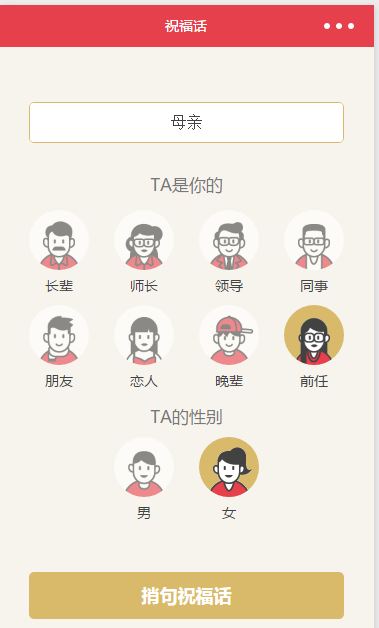 祝福话
母亲
TA是你的
长辈 师长 领导 同事
朋友 恋人 晚辈 前任
TA的性别
男 女
捎句祝福话